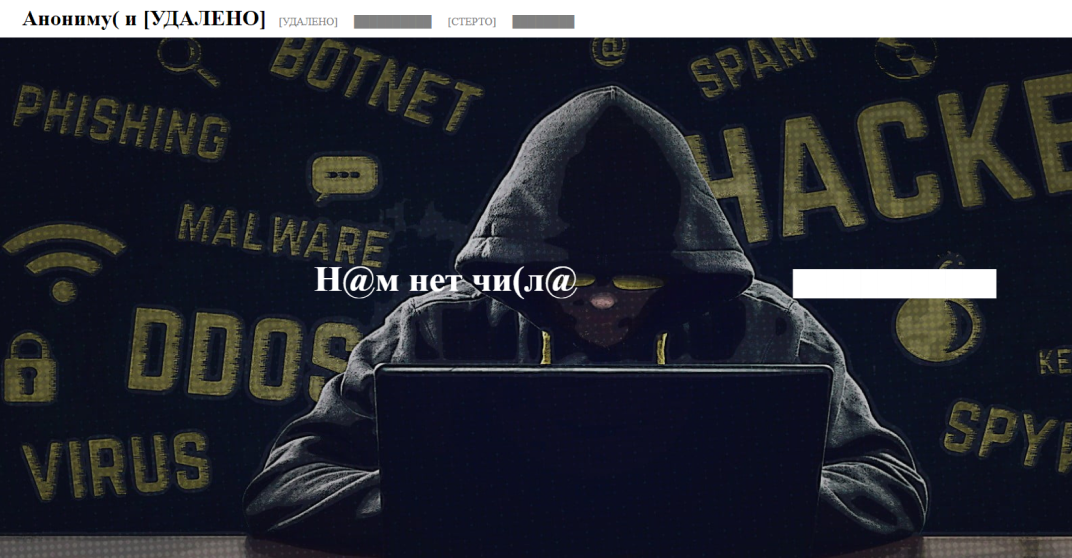 Анониму( и [УДАЛЕНО] [УДАЛЕНО] ██████████ [СТЕРТО] ████████
BOTNET
SPAM
PHISHING
HACKE
MALWARE
Н@м нет чи(л@
DDOS
KE
VIRUS
SPY